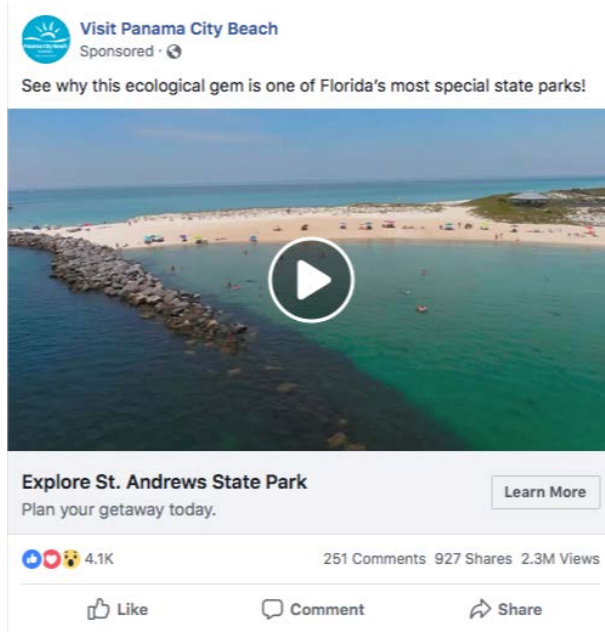 Visit Panama City Beach
Sponsored ·
See why this ecological gem is one of Florida's most special state parks!
Explore St. Andrews State Park
Plan your getaway today.
Learn More
4.1K
251 Comments 927 Shares 2.3M Views
Like
Comment
Share